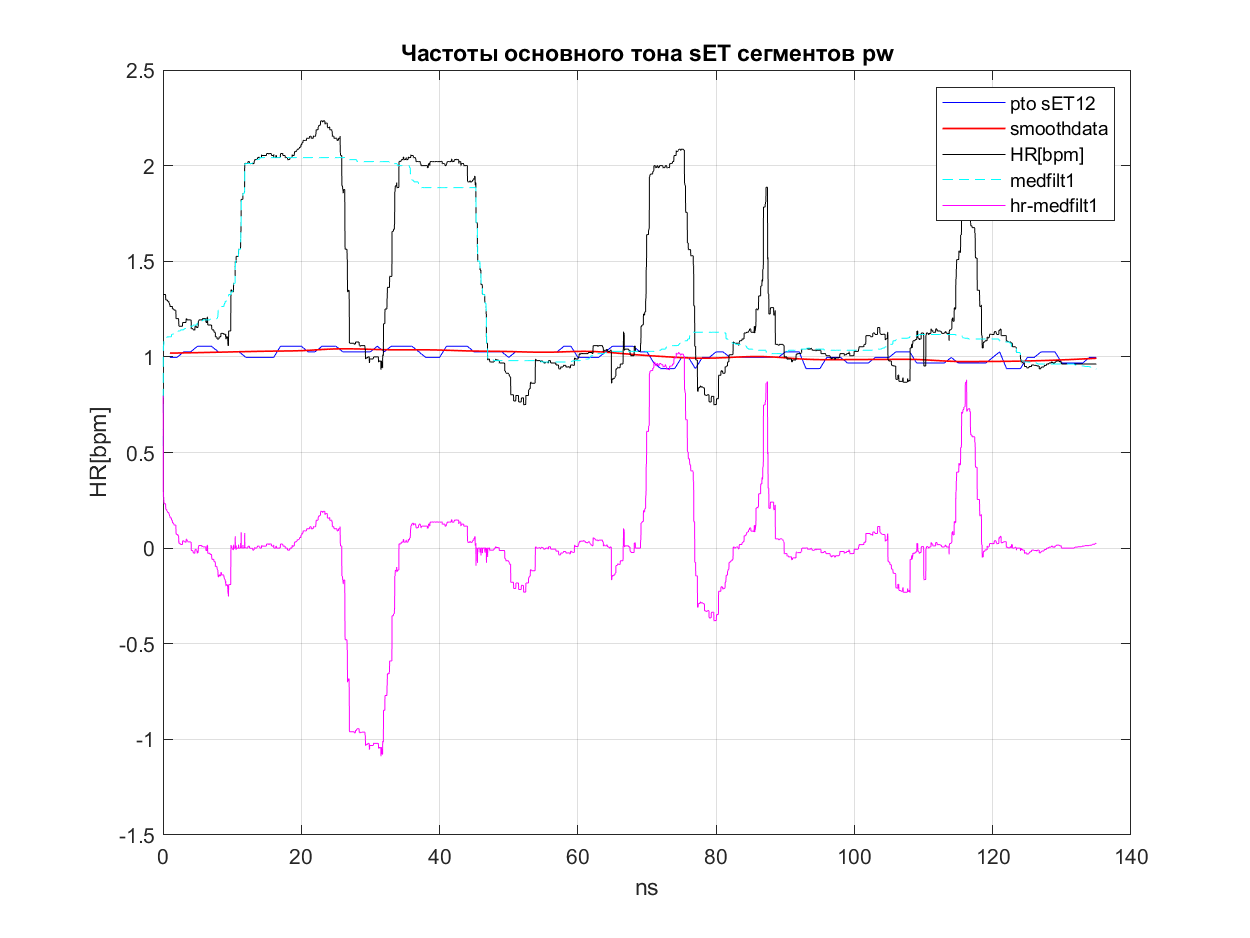 Частоты основного тона sET сегментов pw
2.5
2
1.5
1
0.5
0
-0.5
-1
-1.5
HR[bpm]
pto sET12
smoothdata
HR[bpm]
medfilt1
hr-medfilt1
0 20 40 60 80 100 120 140
ns